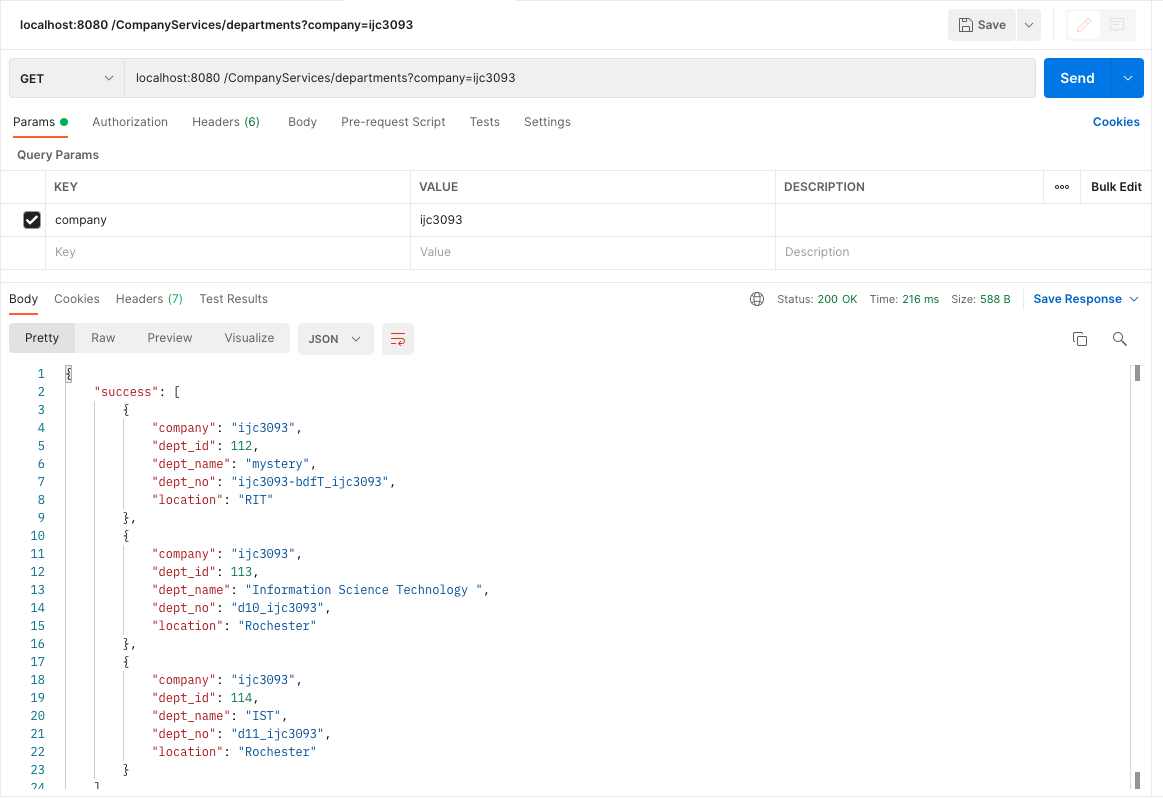 localhost:8080 /CompanyServices/departments?company=ijc3093
Save
GET
localhost:8080 /CompanyServices/departments?company=ijc3093
Send
Params Authorization Headers (6) Body Pre-request Script Tests Settings Cookies
Query Params
KEY VALUE DESCRIPTION ooo Bulk Edit
company ijc3093
Key Value Description
Body Cookies Headers (7) Test Results Status: 200 OK Time: 216 ms Size: 588 B Save Response
Pretty Raw Preview Visualize JSON
1 {
2 "success": [
3 {
4 "company": "ijc3093",
5 "dept_id": 112,
6 "dept_name": "mystery",
7 "dept_no": "ijc3093-bdfT_ijc3093",
8 "location": "RIT"
9 },
10 {
11 "company": "ijc3093",
12 "dept_id": 113,
13 "dept_name": "Information Science Technology ",
14 "dept_no": "d10_ijc3093",
15 "location": "Rochester"
16 },
17 {
18 "company": "ijc3093",
19 "dept_id": 114,
20 "dept_name": "IST",
21 "dept_no": "d11_ijc3093",
22 "location": "Rochester"
23 }
24 ]